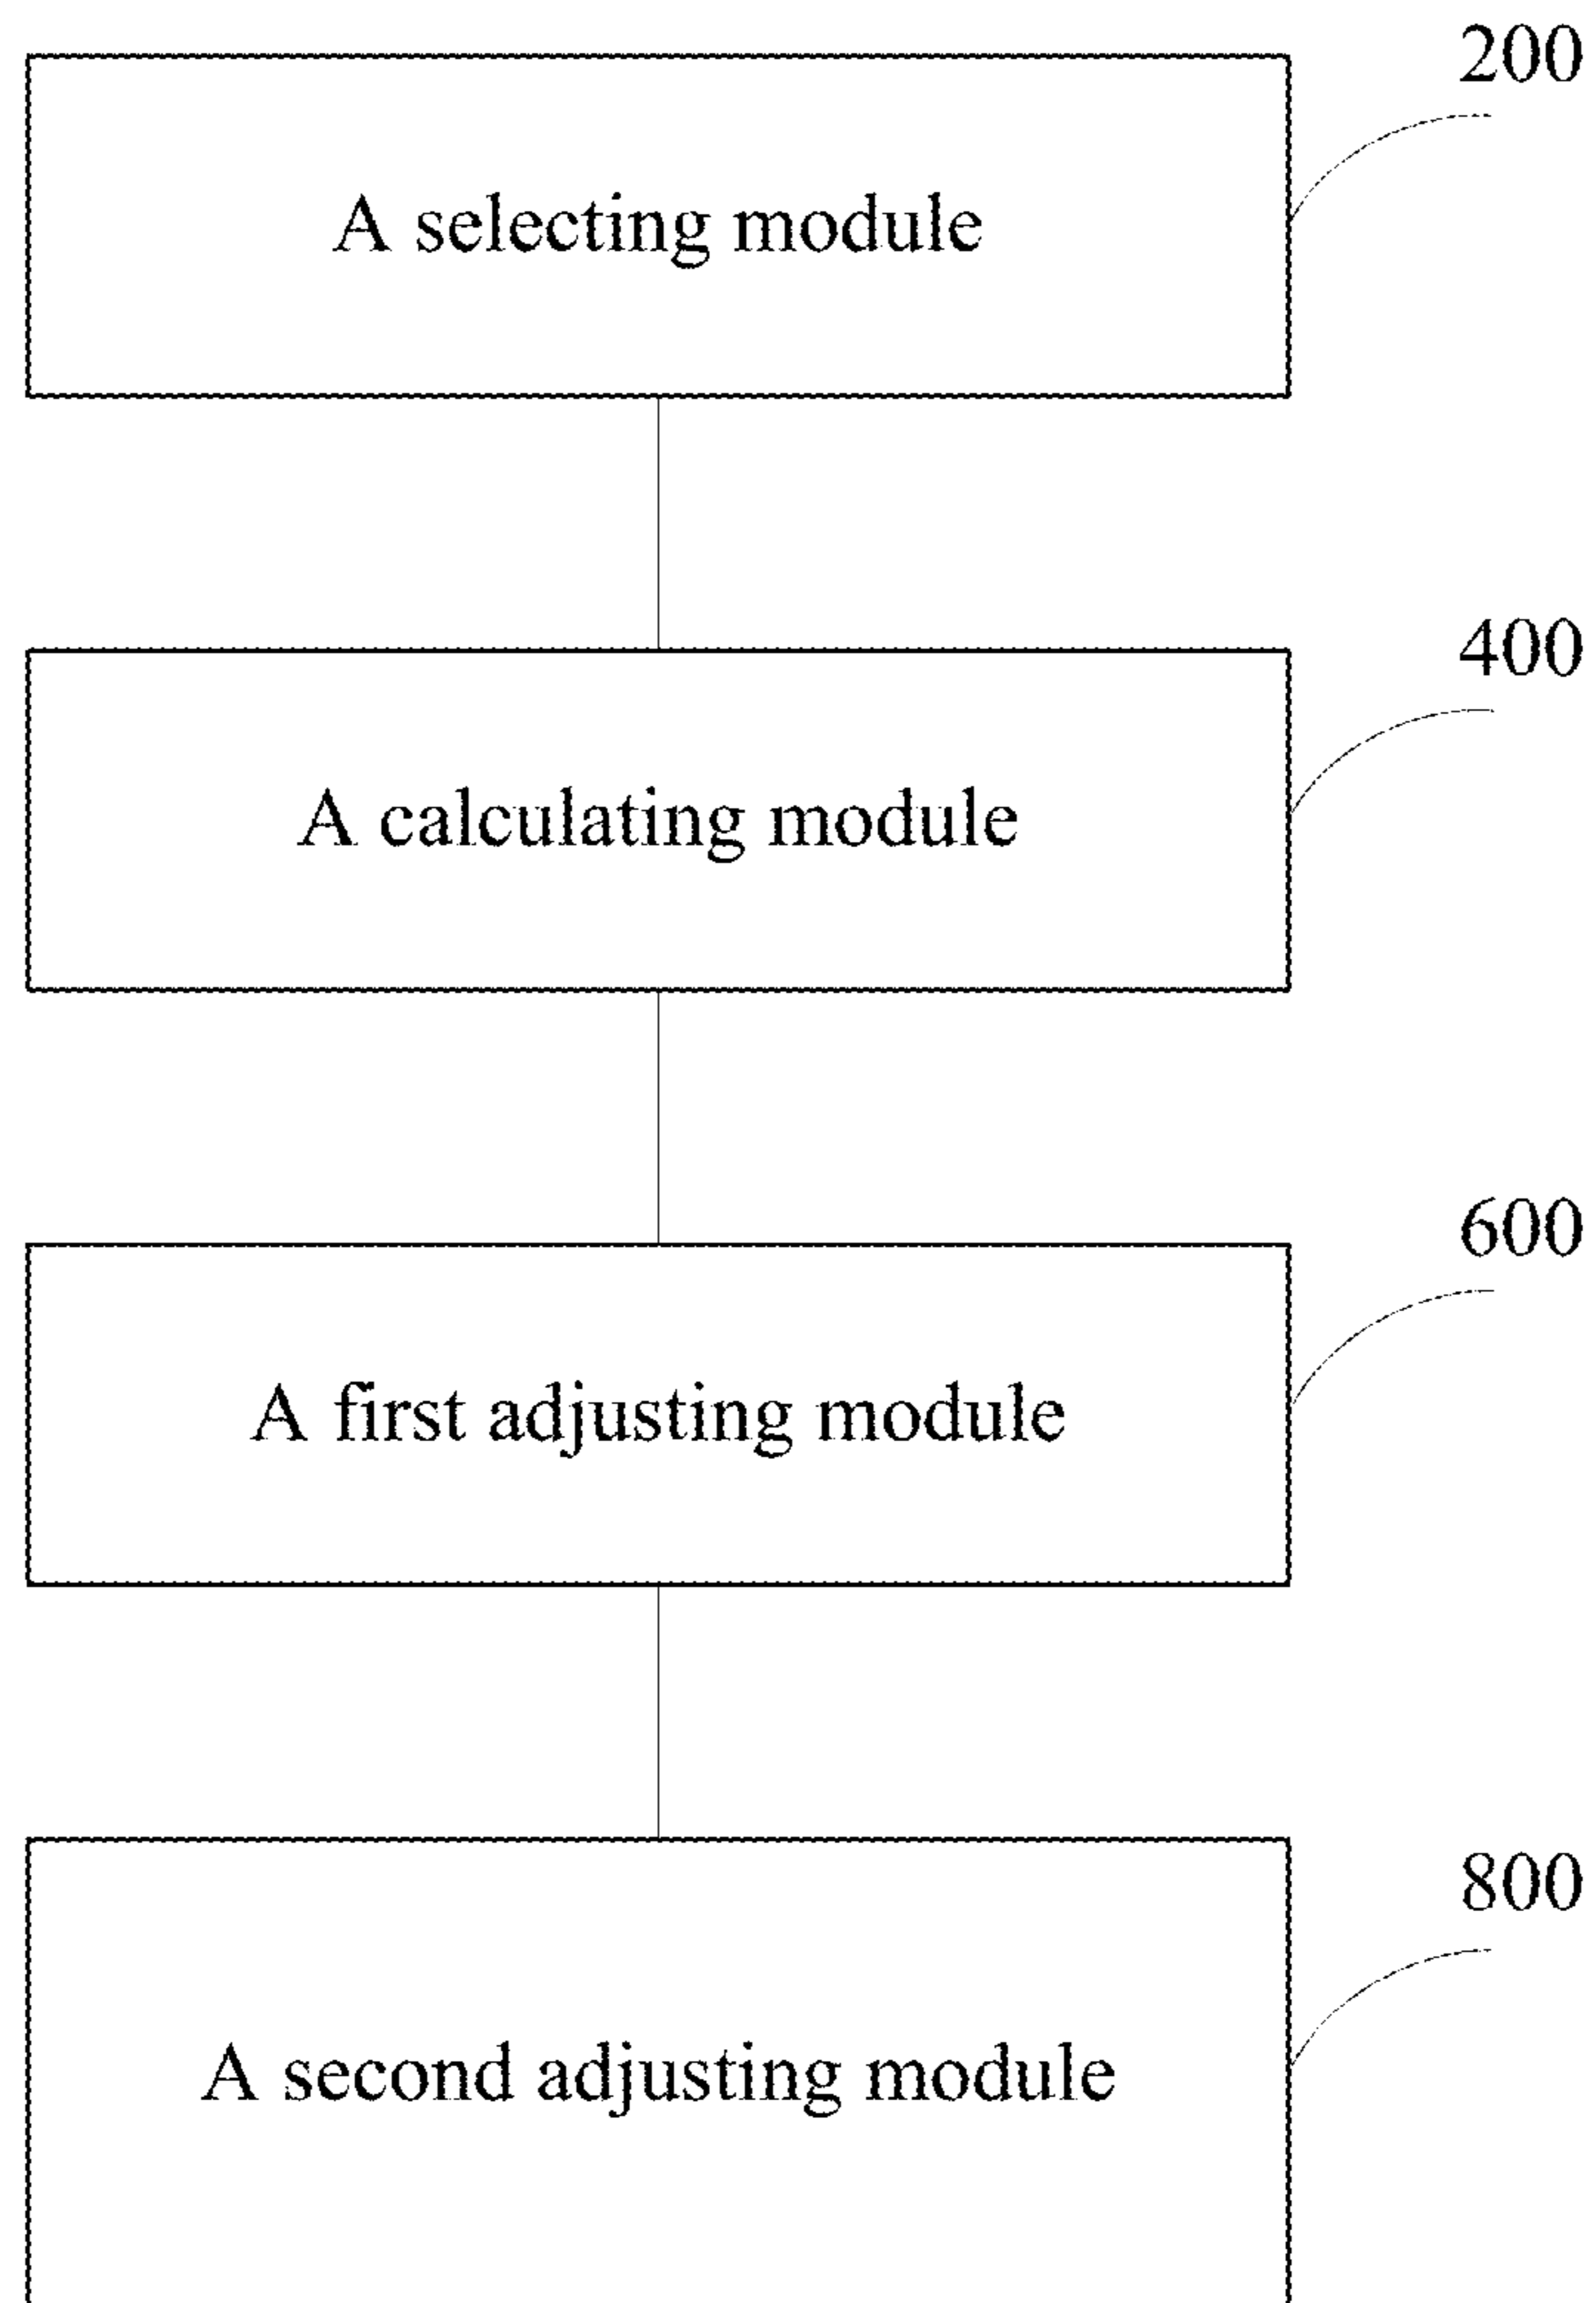 200
A selecting module
400
A calculating module
600
A first adjusting module
800
A second adjusting module